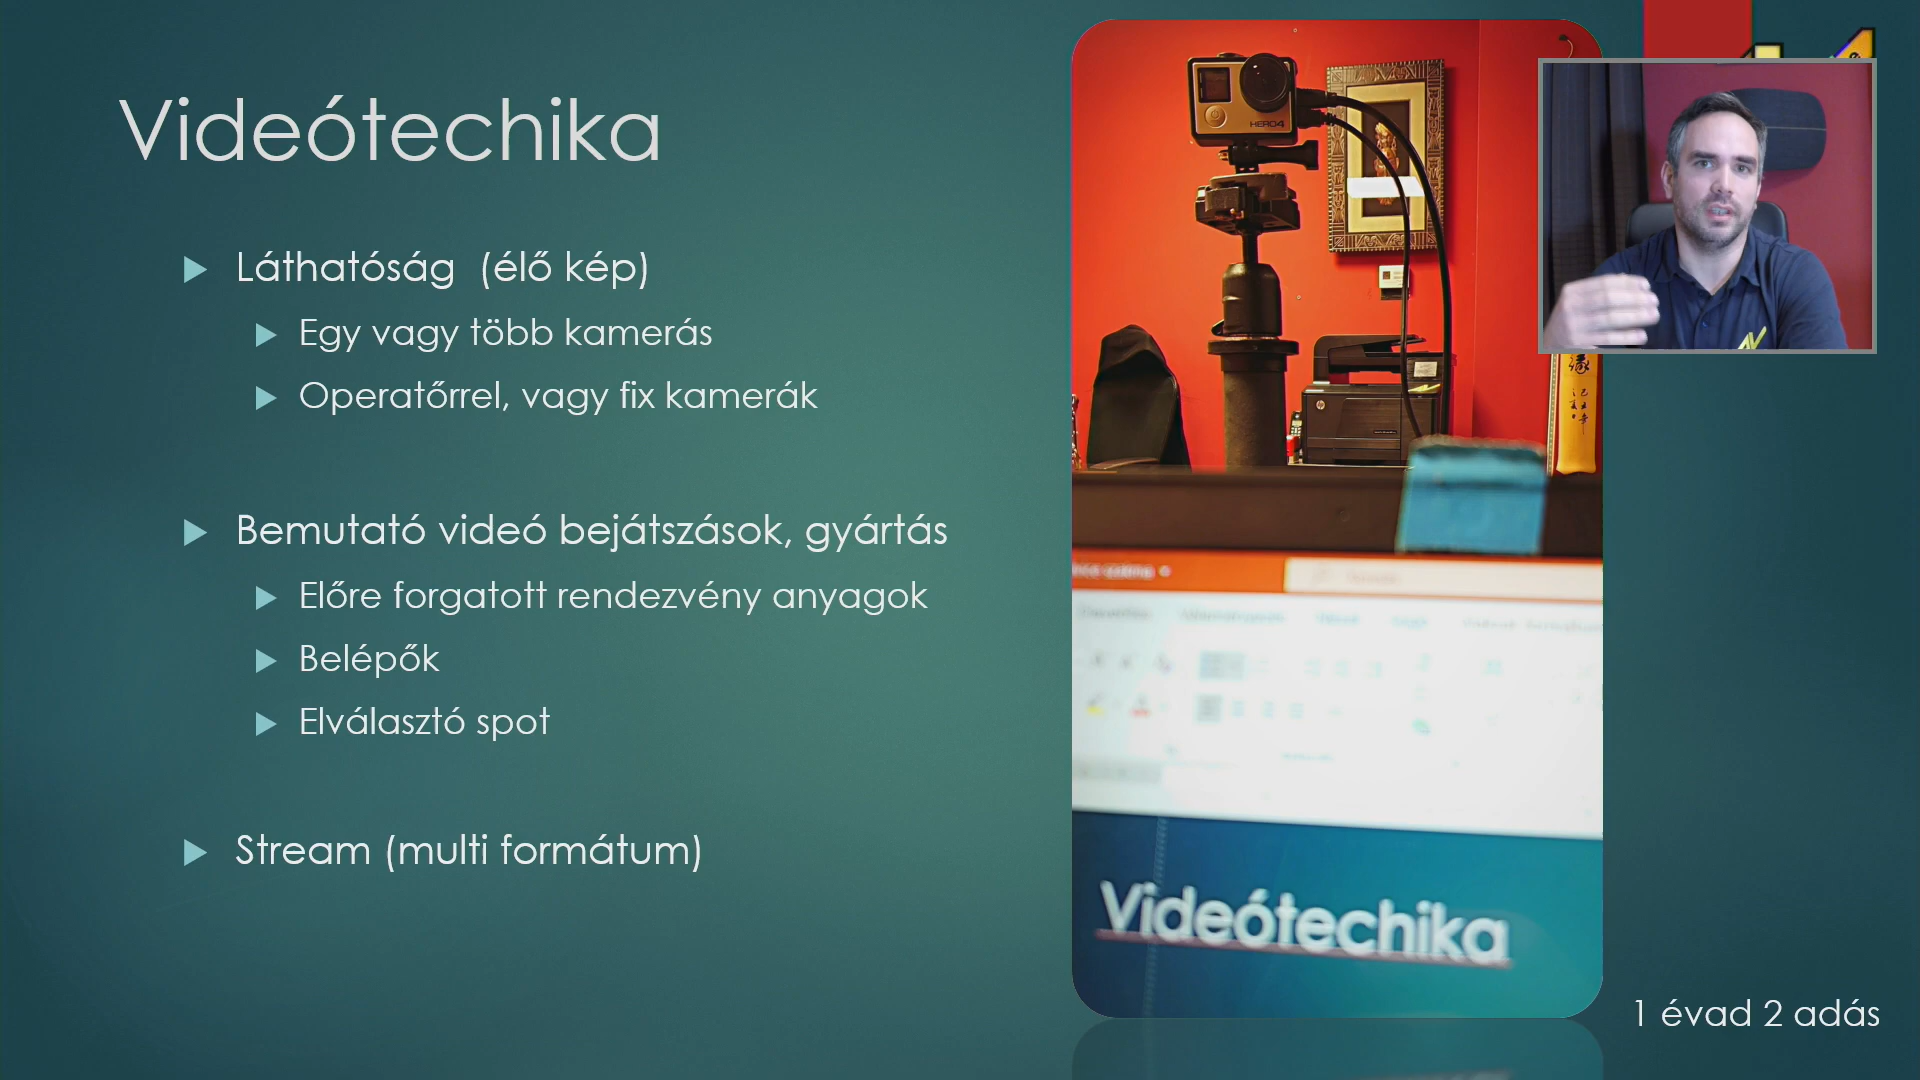 Videótechika
Láthatóság (élő kép)
Egy vagy több kamerás
Operatőrrel, vagy fix kamerák
Bemutató videó bejátszások, gyártás
Előre forgatott rendezvény anyagok
Belépők
Elválasztó spot
Stream (multi formátum)
HERO4
hp
Videótechika
1 évad 2 adás